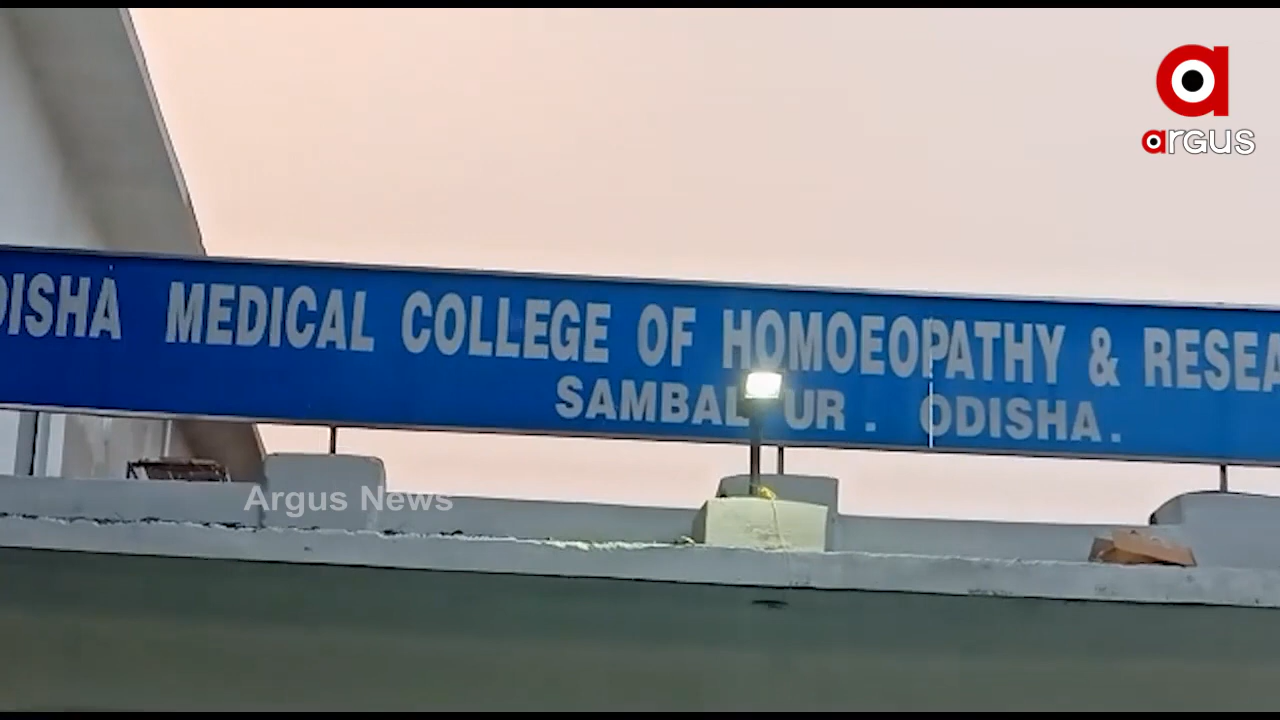 a
argus
DISHA MEDICAL COLLEGE OF HOMOEOPATHY & RESEA
SAMBALPUR . ODISHA .
Argus News